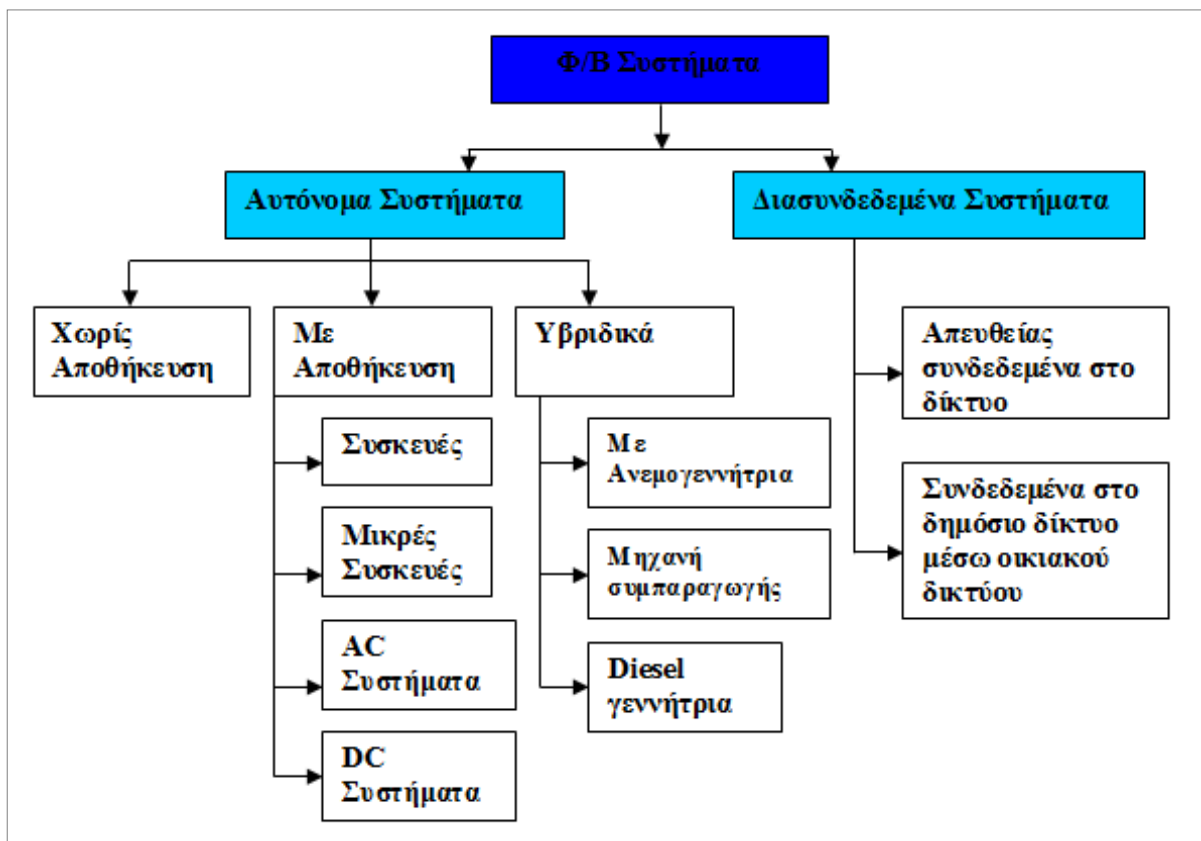 Φ/Β Συστήματα
Αυτόνομα Συστήματα
Διασυνδεδεμένα Συστήματα
Χωρίς
Αποθήκευση
Με
Αποθήκευση
Υβριδικά
Συσκευές
Μικρές
Συσκευές
AC
Συστήματα
DC
Συστήματα
Με
Ανεμογεννήτρια
Μηχανή
συμπαραγωγής
Diesel
γεννήτρια
Απευθείας
συνδεδεμένα στο
δίκτυο
Συνδεδεμένα στο
δημόσιο δίκτυο
μέσω οικιακού
δικτύου